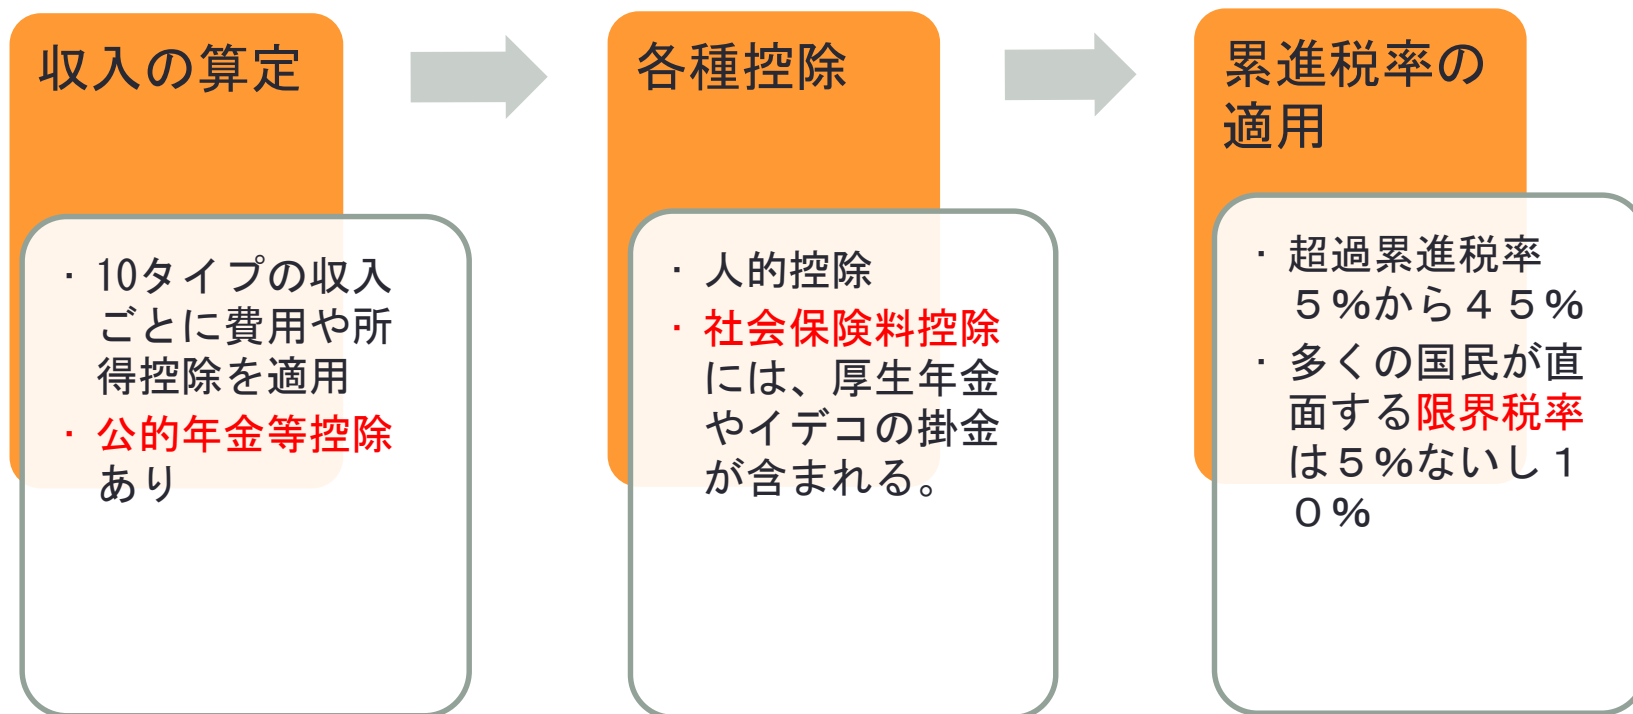 収入の算定
・10タイプの収入
ごとに費用や所
得控除を適用
・公的年金等控除
あり
各種控除
・人的控除
・社会保険料控除
には、厚生年金
やイデコの掛金
が含まれる。
累進税率の
適用
・超過累進税率
５%から４５%
・多くの国民が直
面する限界税率
は５%ないし１
０%